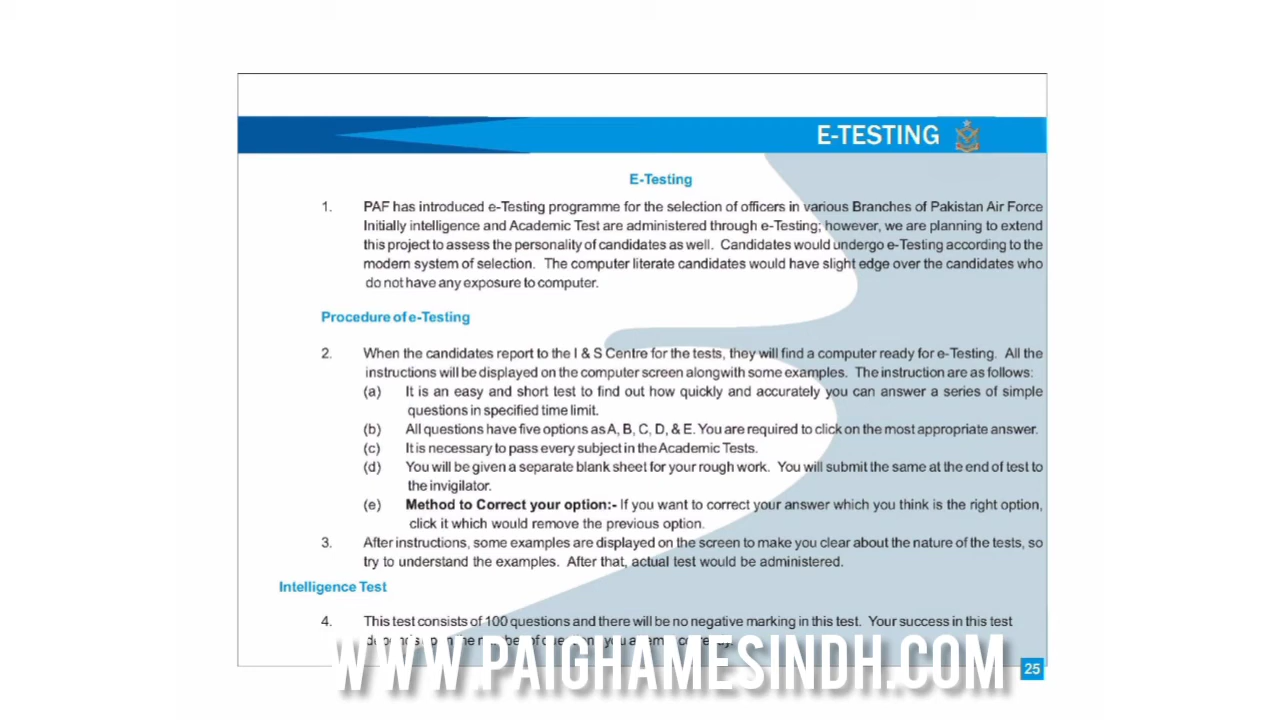 E-TESTING
E-Testing
1. PAF has introduced e-Testing programme for the selection of officers in various Branches of Pakistan Air Force
Initially intelligence and Academic Test are administered through e-Testing; however, we are planning to extend
this project to assess the personality of candidates as well. Candidates would undergo e-Testing according to the
modern system of selection. The computer literate candidates would have slight edge over the candidates who
do not have any exposure to computer.
Procedure of e-Testing
2. When the candidates report to the I & S Centre for the tests, they will find a computer ready for e-Testing. All the
instructions will be displayed on the computer screen alongwith some examples. The instruction are as follows:
(a) It is an easy and short test to find out how quickly and accurately you can answer a series of simple
questions in specified time limit.
(b) All questions have five options as A, B, C, D, & E. You are required to click on the most appropriate answer.
(c) It is necessary to pass every subject in the Academic Tests.
(d) You will be given a separate blank sheet for your rough work. You will submit the same at the end of test to
the invigilator.
(e) Method to Correct your option:- If you want to correct your answer which you think is the right option,
click it which would remove the previous option.
3. After instructions, some examples are displayed on the screen to make you clear about the nature of the tests, so
try to understand the examples. After that, actual test would be administered.
Intelligence Test
4. This test consists of 100 questions and there will be no negative marking in this test. Your success in this test
depends upon the number of questions you
WWW.PAIGHAMESINDH.COM
25